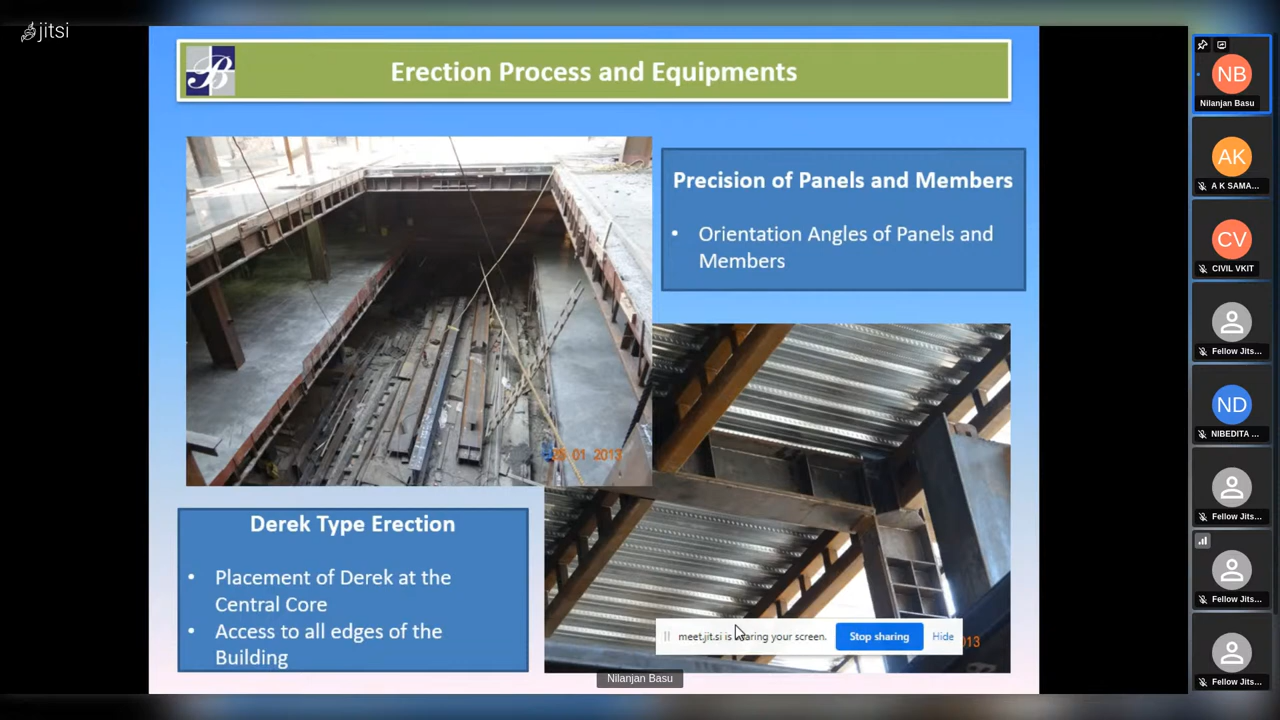 jitsi
Erection Process and Equipments
Precision of Panels and Members
• Orientation Angles of Panels and
Members
Derek Type Erection
• Placement of Derek at the
Central Core
• Access to all edges of the
Building
01 2013
meet.jit.si is sharing your screen.
Stop sharing
Hide
013
Nilanjan Basu
NB
Nilanjan Basu
AK
A K SAMA...
CV
CIVIL VKIT
Fellow Jits...
ND
NIBEDITA ...
Fellow Jits...
Fellow Jits...
Fellow Jits...